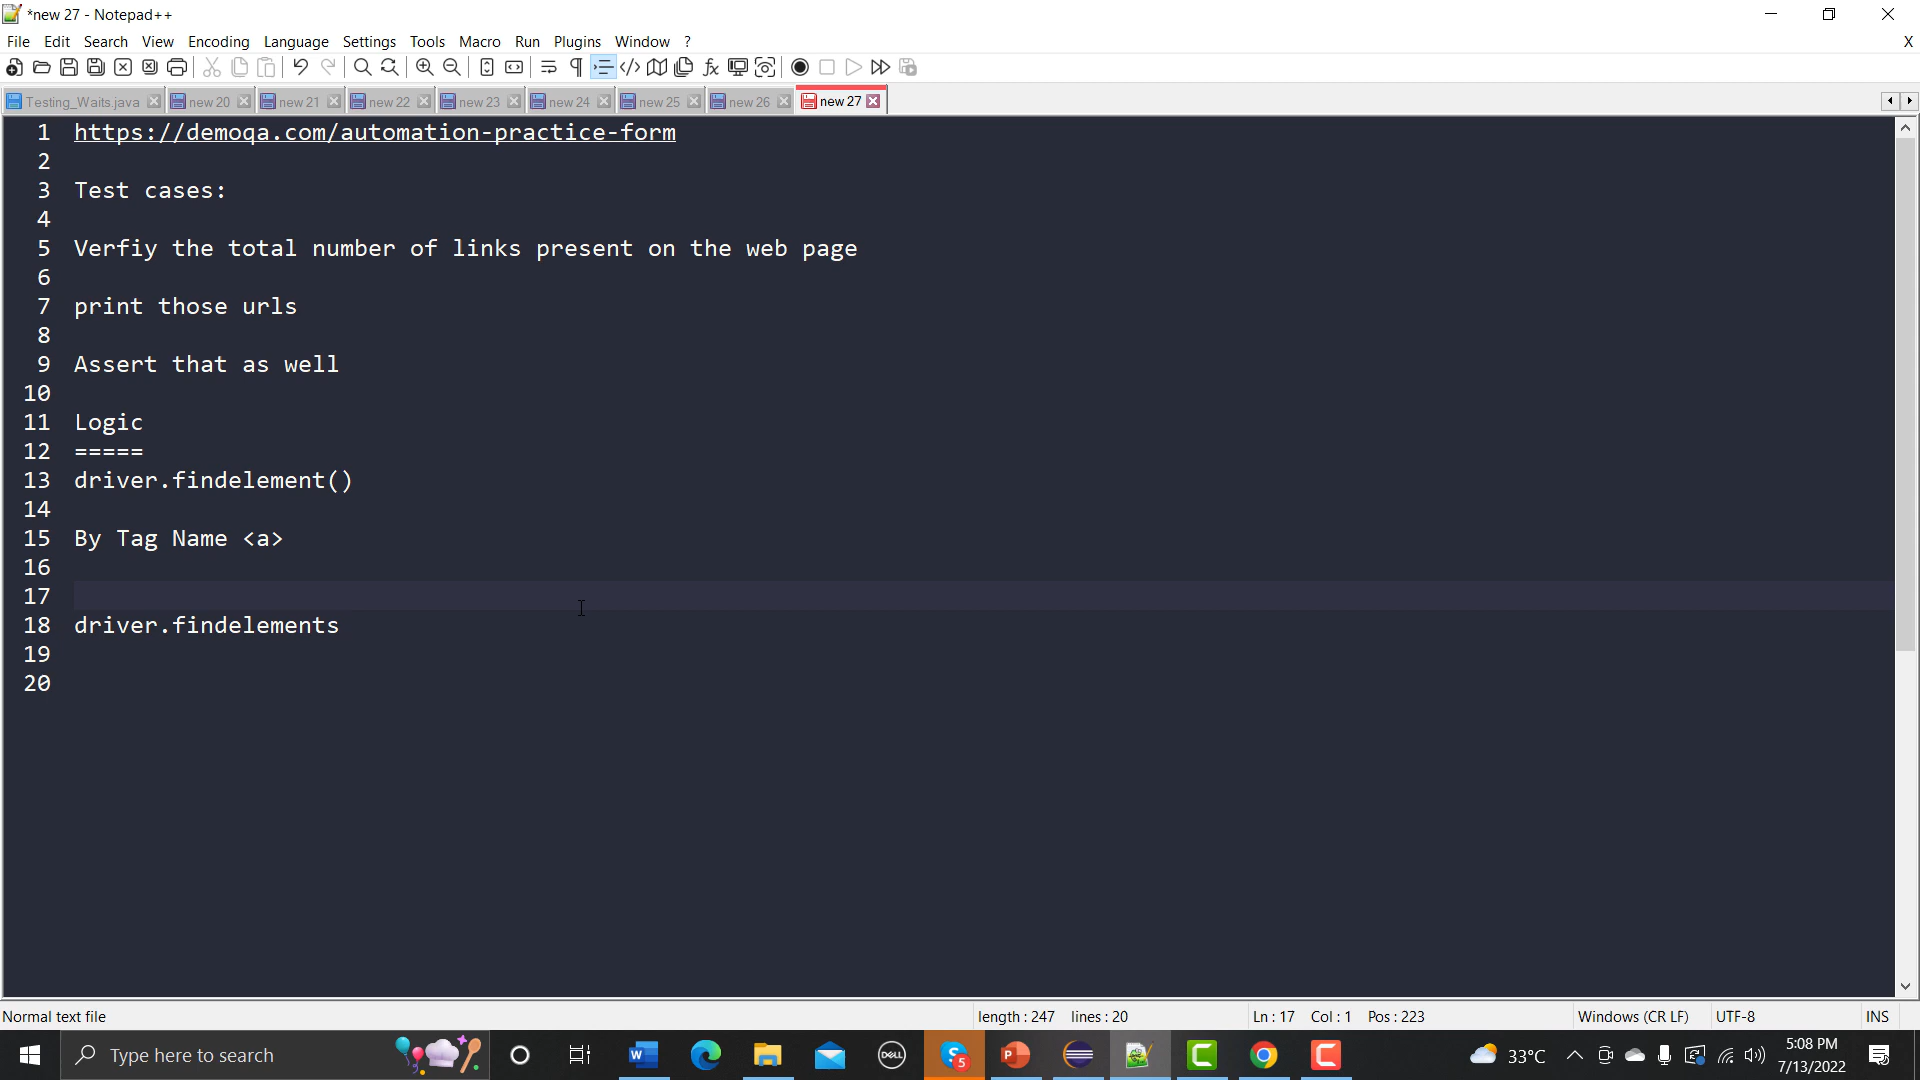 *new 27 - Notepad++
File Edit Search View Encoding Language Settings Tools Macro Run Plugins Window ? X
Testing_Waits.java new 20 new 21 new 22 new 23 new 24 new 25 new 26 new 27
1 https://demoqa.com/automation-practice-form
2
3 Test cases:
4
5 Verfiy the total number of links present on the web page
6
7 print those urls
8
9 Assert that as well
10
11 Logic
12 =====
13 driver.findelement()
14
15 By Tag Name <a>
16
17
18 driver.findelements
19
20
Normal text file length : 247 lines : 20 Ln : 17 Col : 1 Pos : 223 Windows (CR LF) UTF-8 INS
Type here to search 33°C 5:08 PM
7/13/2022